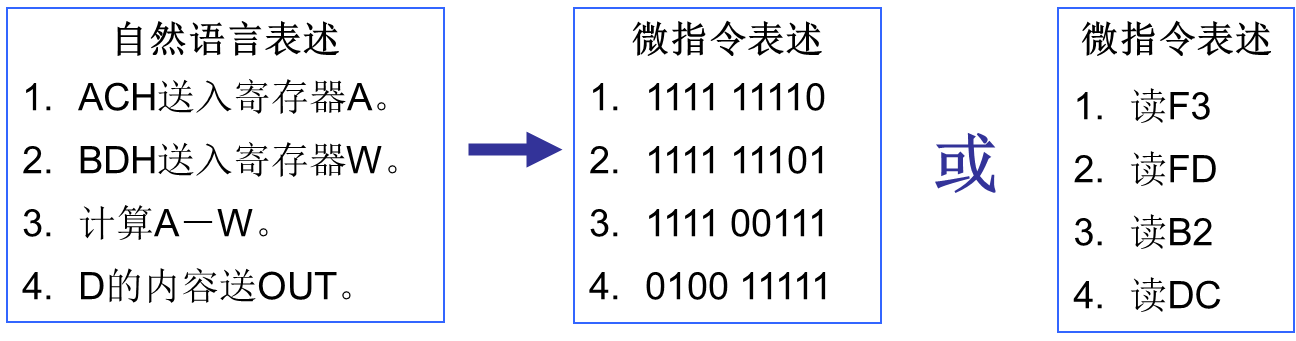 自然语言表述
1. ACH送入寄存器A。
2. BDH送入寄存器W。
3. 计算A－W。
4. D的内容送OUT。
微指令表述
1. 1111 11110
2. 1111 11101
3. 1111 00111
4. 0100 11111
或
微指令表述
1. 读F3
2. 读FD
3. 读B2
4. 读DC